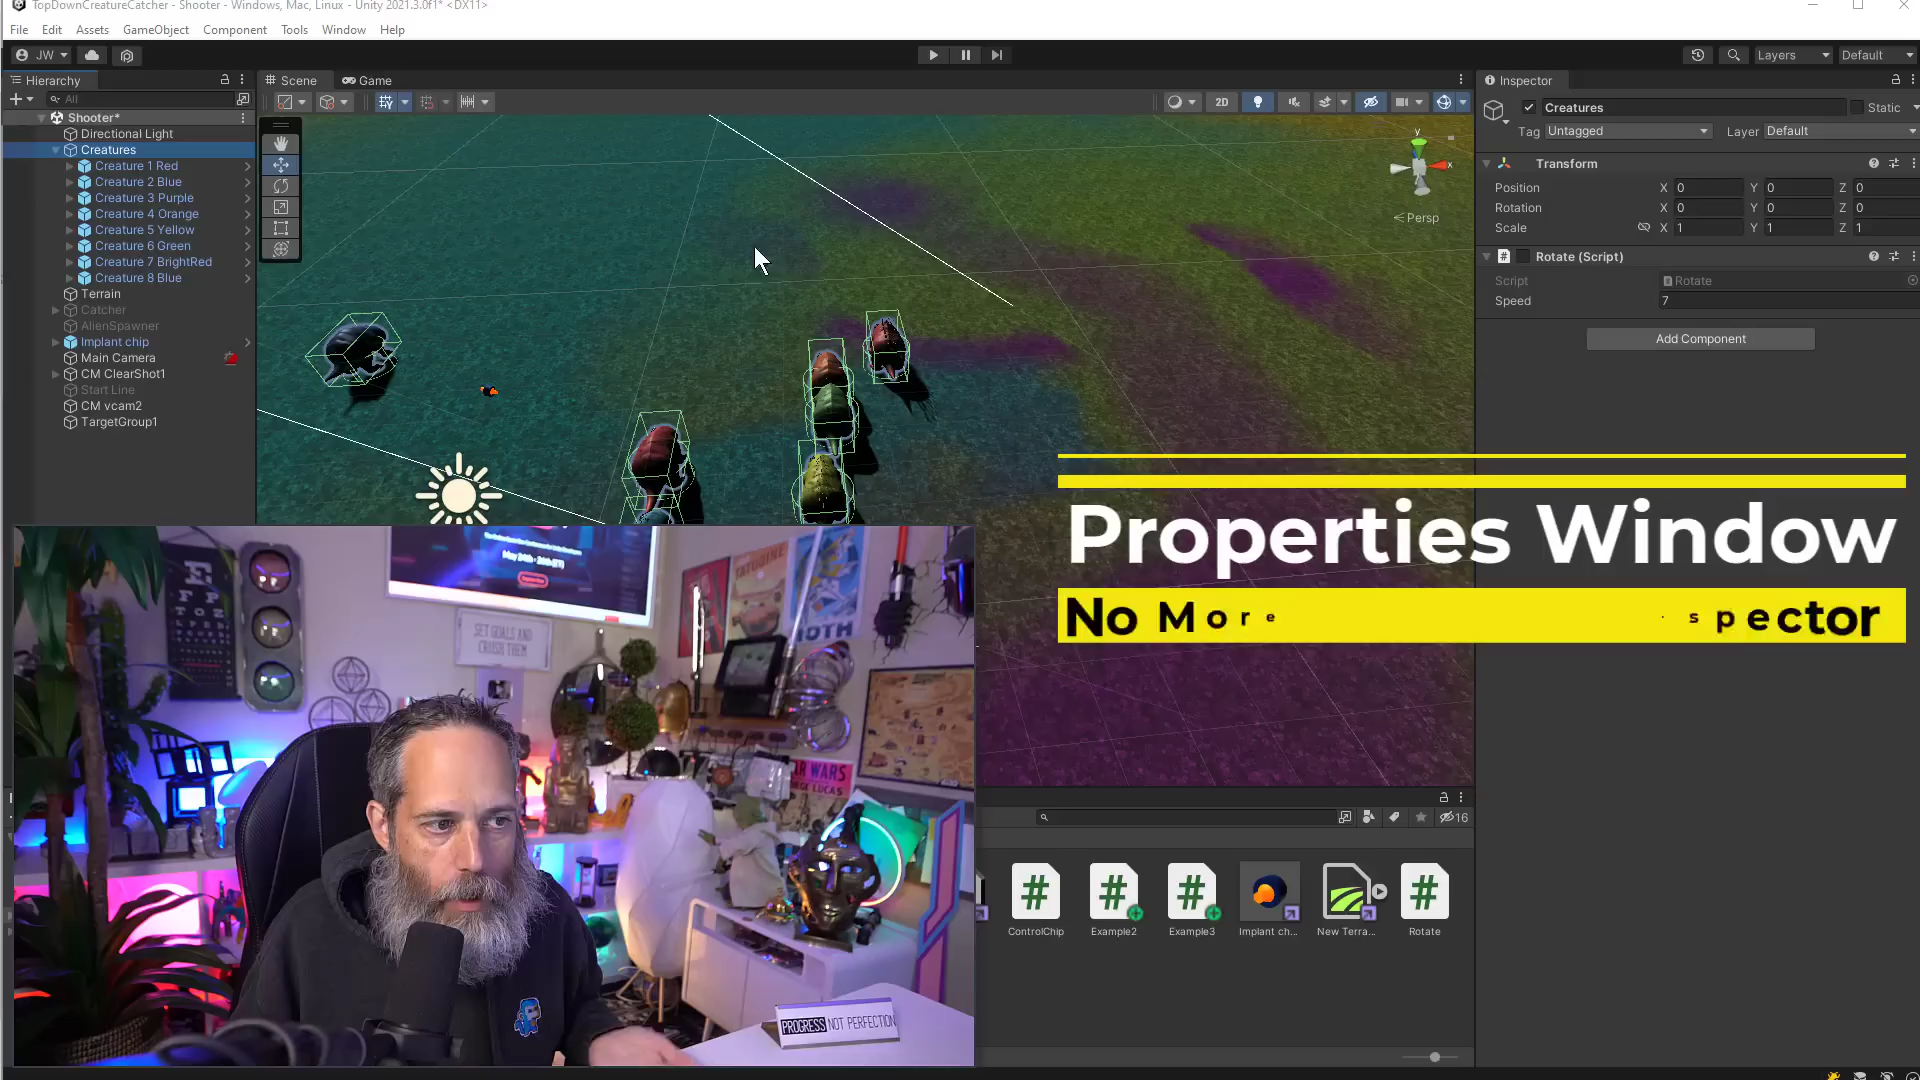 TopDownCreatureCatcher - Shooter - Windows, Mac, Linux - Unity 2021.3.0f1* <DX11>
File Edit Assets GameObject Component Tools Window Help
JW
Layers
Default
Hierarchy
Scene
Game
Inspector
All
2D
Creatures
Static
Tag Untagged
Layer Default
Shooter*
Directional Light
Creatures
Creature 1 Red
Creature 2 Blue
Creature 3 Purple
Creature 4 Orange
Creature 5 Yellow
Creature 6 Green
Creature 7 BrightRed
Creature 8 Blue
Terrain
Catcher
AlienSpawner
Implant chip
Main Camera
CM ClearShot1
Start Line
CM vcam2
TargetGroup1
y
x
Persp
Transform
Position X 0 Y 0 Z 0
Rotation X 0 Y 0 Z 0
Scale X 1 Y 1 Z 1
Rotate (Script)
Script Rotate
Speed 7
Add Component
Properties Window
No More spector
May 24th - 26th (ET)
SET GOALS AND
CRUSH THEM
PROGRESS NOT PERFECTION
16
ControlChip
Example2
Example3
Implant ch...
New Terra...
Rotate